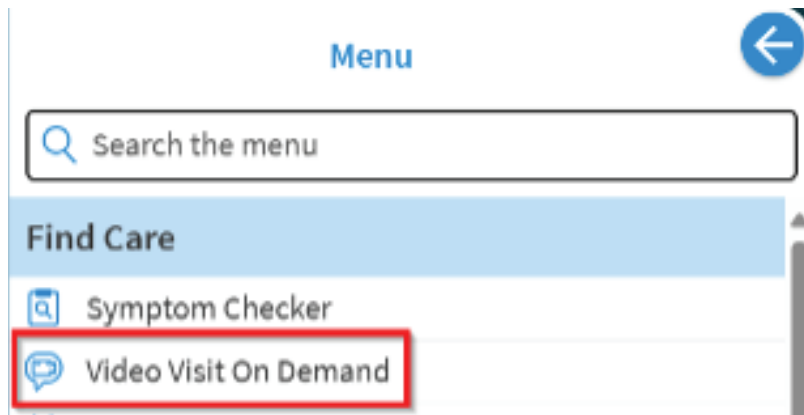 Menu
Search the menu
Find Care
Symptom Checker
Video Visit On Demand